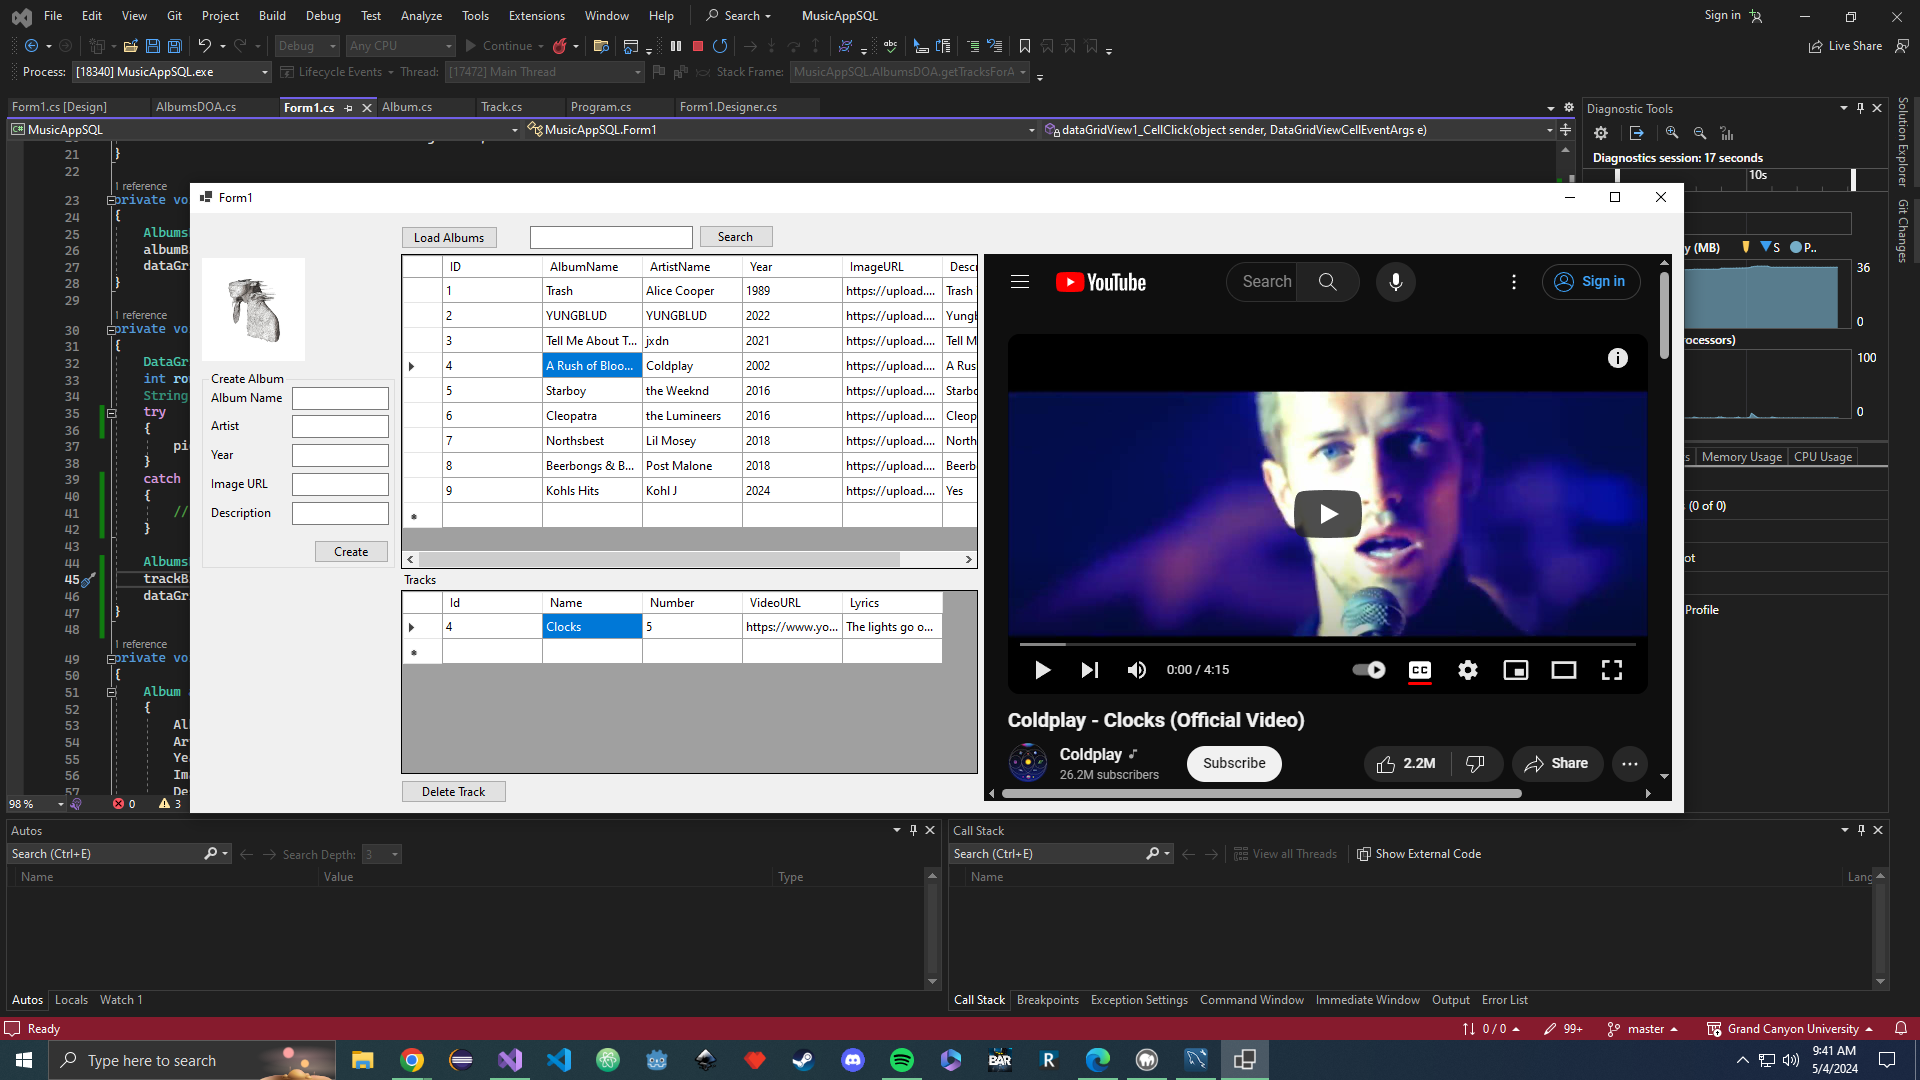 File Edit View Git Project Build Debug Test Analyze Tools Extensions Window Help Search MusicAppSQL Sign in
Debug Any CPU Continue Live Share
Process: [18340] MusicAppSQL.exe Lifecycle Events Thread: [17472] Main Thread Stack Frame: MusicAppSQL.AlbumsDOA.getTracksForA
Form1.cs [Design] AlbumsDOA.cs Form1.cs Album.cs Track.cs Program.cs Form1.Designer.cs
MusicAppSQL MusicAppSQL.Form1 dataGridView1_CellClick(object sender, DataGridViewCellEventArgs e)
Diagnostic Tools
Diagnostics session: 17 seconds
10s
Solution Explorer
Git Changes
21 }
22
1 reference
23 private vo
24 {
25 Albums
26 albumB
27 dataGr
28 }
29
1 reference
30 private vo
31 {
32 DataGr
33 int ro
34 String
35 try
36 {
37 pi
38 }
39 catch
40 {
41 //
42 }
43
44 Albums
45 trackB
46 dataGr
47 }
48
1 reference
49 private vo
50 {
51 Album
52 {
53 Al
54 Ar
55 Ye
56 Im
57 De
98 % 0 3
Form1
Load Albums Search
Create Album
Album Name
Artist
Year
Image URL
Description
Create
ID AlbumName ArtistName Year ImageURL Descr
1 Trash Alice Cooper 1989 https://upload.... Trash
2 YUNGBLUD YUNGBLUD 2022 https://upload.... Yungb
3 Tell Me About T... jxdn 2021 https://upload.... Tell M
4 A Rush of Bloo... Coldplay 2002 https://upload.... A Rus
5 Starboy the Weeknd 2016 https://upload.... Starbo
6 Cleopatra the Lumineers 2016 https://upload.... Cleop
7 Northsbest Lil Mosey 2018 https://upload.... North
8 Beerbongs & B... Post Malone 2018 https://upload.... Beerb
9 Kohls Hits Kohl J 2024 https://upload.... Yes
Tracks
Id Name Number VideoURL Lyrics
4 Clocks 5 https://www.yo... The lights go o...
Delete Track
YouTube Search Sign in
0:00 / 4:15 CC
Coldplay - Clocks (Official Video)
Coldplay
26.2M subscribers
Subscribe 2.2M Share
y (MB) S P..
36
0
ocessors)
100
0
s Memory Usage CPU Usage
(0 of 0)
ot
Profile
Autos
Search (Ctrl+E) Search Depth: 3
Name Value Type
Autos Locals Watch 1
Call Stack
Search (Ctrl+E) View all Threads Show External Code
Name Lang
Call Stack Breakpoints Exception Settings Command Window Immediate Window Output Error List
Ready 0 / 0 99+ master Grand Canyon University
Type here to search BAR R 9:41 AM
5/4/2024